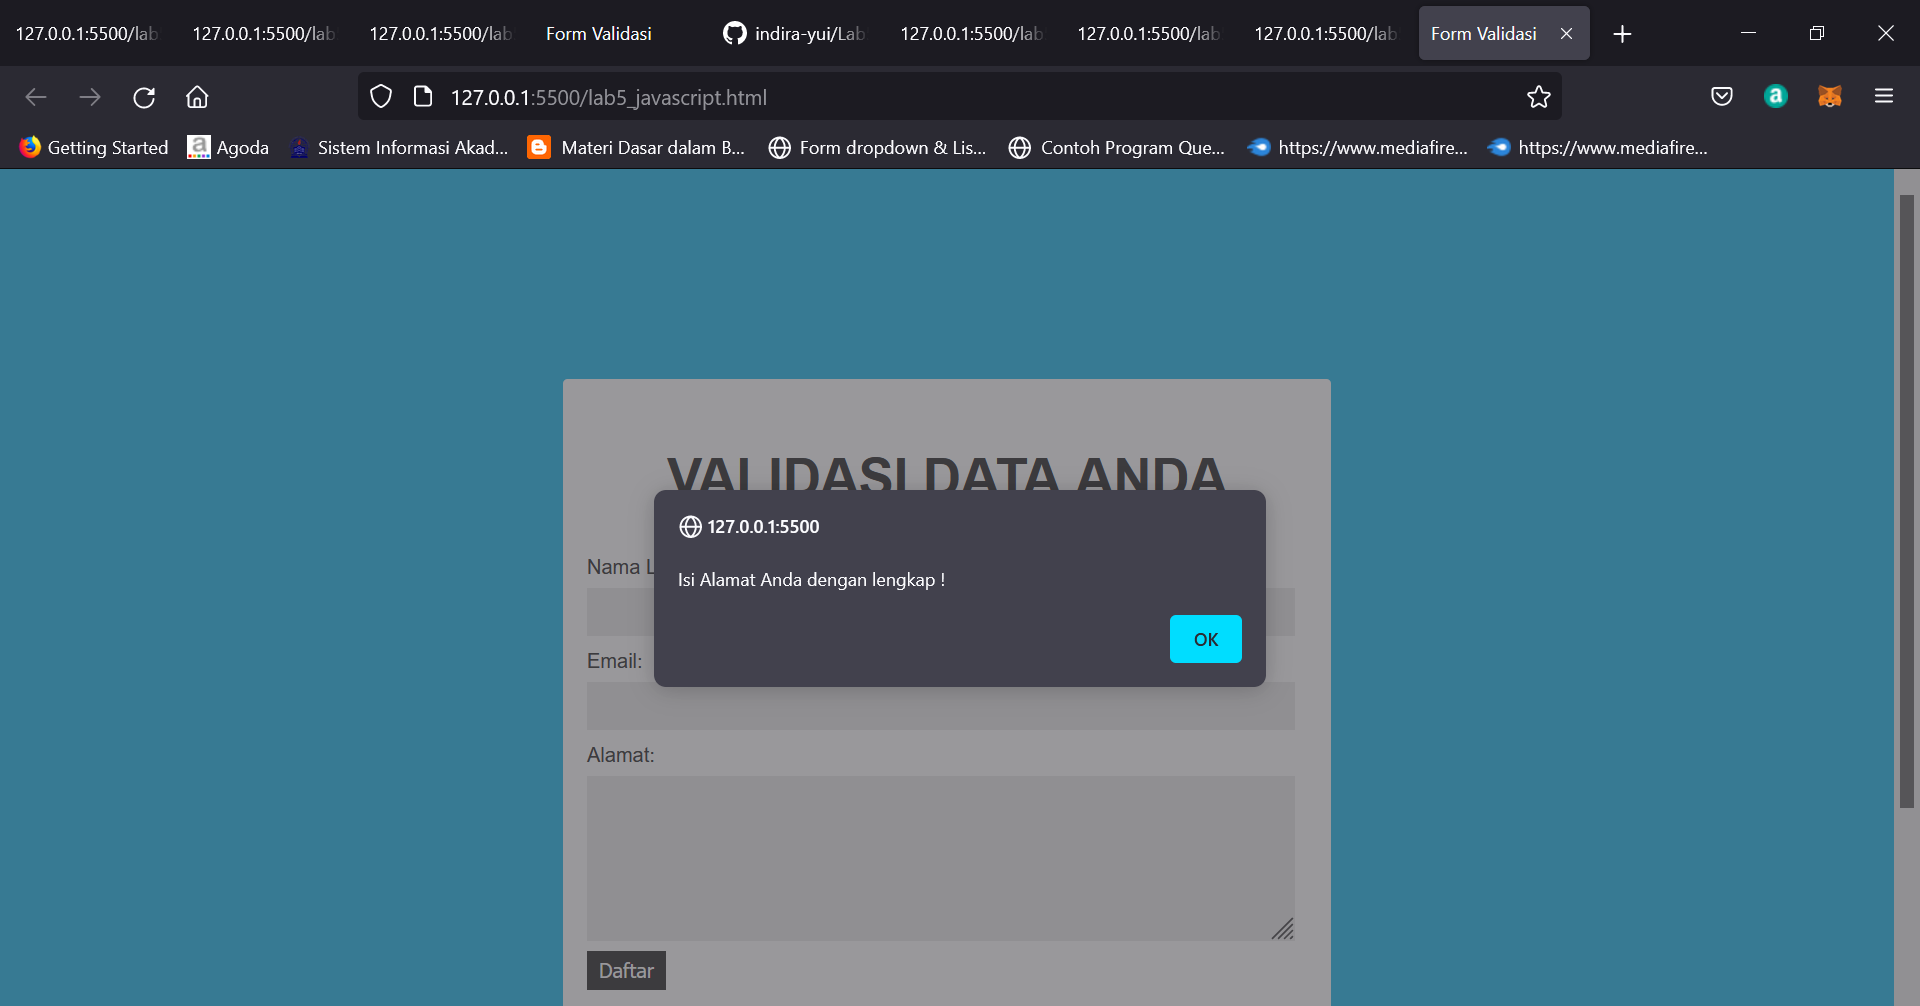 127.0.0.1:5500/lab
127.0.0.1:5500/lab
127.0.0.1:5500/lab
Form Validasi
indira-yui/Lab
127.0.0.1:5500/lab
127.0.0.1:5500/lab
127.0.0.1:5500/lab
Form Validasi
127.0.0.1:5500/lab5_javascript.html
Getting Started
a Agoda
Sistem Informasi Akad...
Materi Dasar dalam B...
Form dropdown & Lis...
Contoh Program Que...
https://www.mediafire...
https://www.mediafire...
VALIDASI DATA ANDA
127.0.0.1:5500
Isi Alamat Anda dengan lengkap !
OK
Nama L
Email:
Alamat:
Daftar